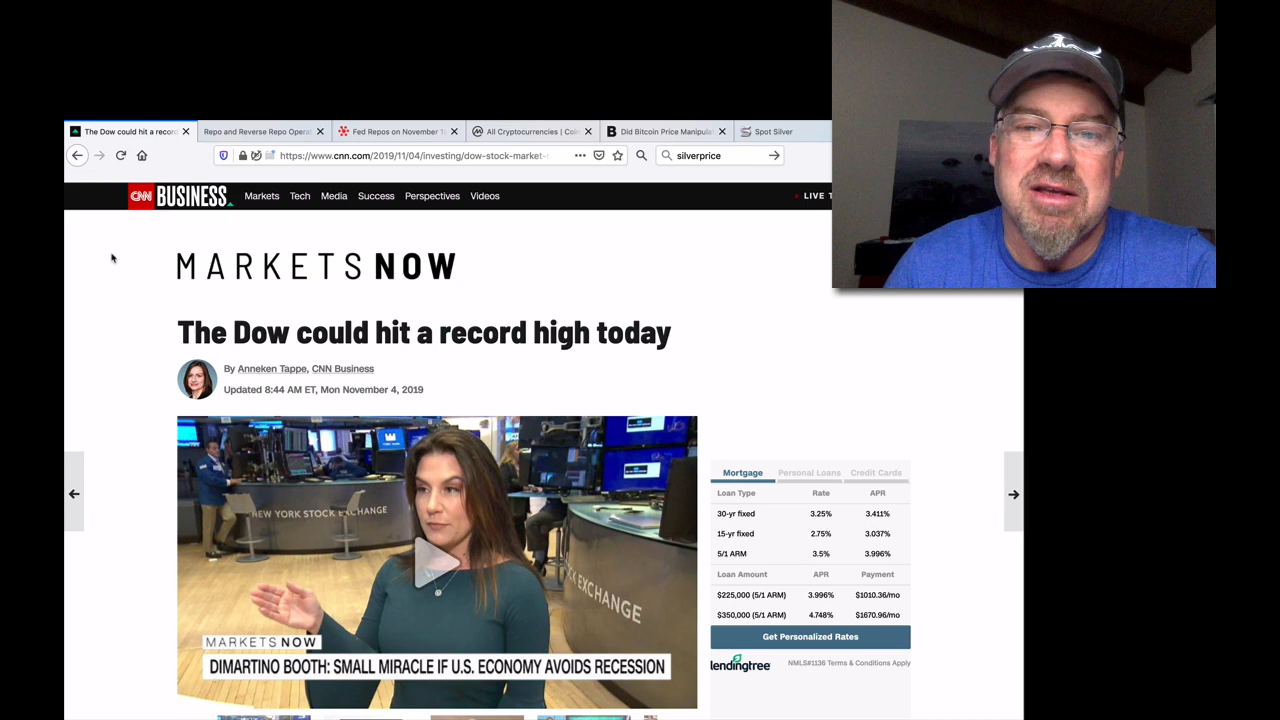 The Dow could hit a record
Repo and Reverse Repo Opera
Fed Repos on November
All Cryptocurrencies | Coi
Did Bitcoin Price Manipula
Spot Silver
https://www.cnn.com/2019/11/04/investing/dow-stock-market-
silverprice
CNN BUSINESS
Markets Tech Media Success Perspectives Videos
LIVE T
MARKETS NOW
The Dow could hit a record high today
By Anneken Tappe, CNN Business
Updated 8:44 AM ET, Mon November 4, 2019
NEW YORK STOCK EXCHANGE
CK EXCHANGE
MARKETS NOW
DIMARTINO BOOTH: SMALL MIRACLE IF U.S. ECONOMY AVOIDS RECESSION
Mortgage Personal Loans Credit Cards
Loan Type Rate APR
30-yr fixed 3.25% 3.411%
15-yr fixed 2.75% 3.037%
5/1 ARM 3.5% 3.996%
Loan Amount APR Payment
$225,000 (5/1 ARM) 3.996% $1010.36/mo
$350,000 (5/1 ARM) 4.748% $1670.96/mo
Get Personalized Rates
lendingtree NMLS#1136 Terms & Conditions Apply